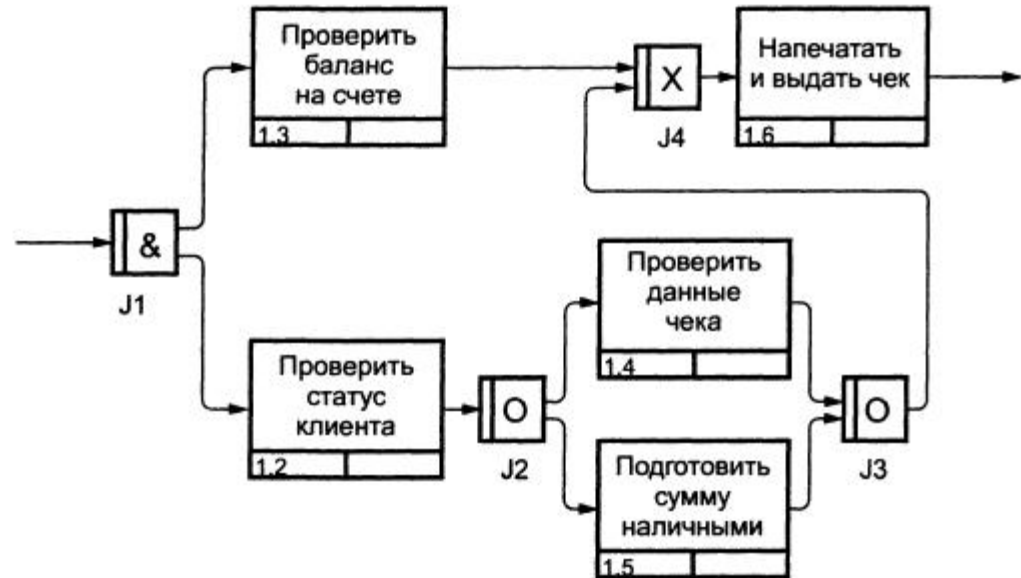 Проверить
баланс
на счете
1.3
X
J4
Напечатать
и выдать чек
1.6
&
J1
Проверить
данные
чека
1.4
Проверить
статус
клиента
1.2
O
J2
O
J3
Подготовить
сумму
наличными
1.5